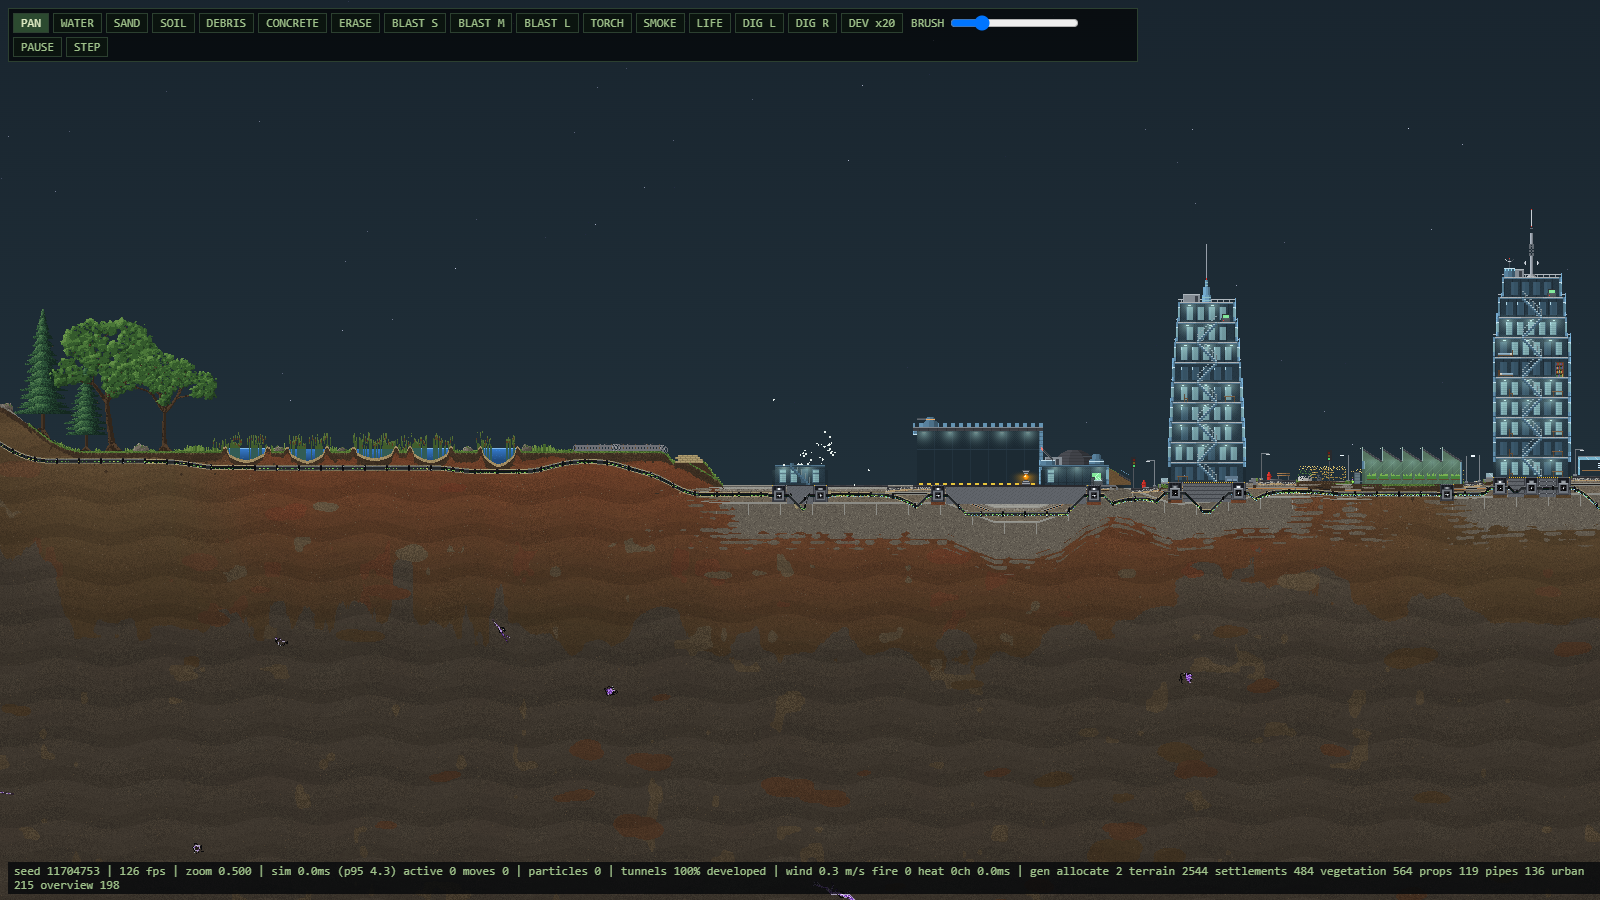 PAN WATER SAND SOIL DEBRIS CONCRETE ERASE BLAST S BLAST M BLAST L TORCH SMOKE LIFE DIG L DIG R DEV x20 BRUSH
PAUSE STEP
seed 11704753 | 126 fps | zoom 0.500 | sim 0.0ms (p95 4.3) active 0 moves 0 | particles 0 | tunnels 100% developed | wind 0.3 m/s fire 0 heat 0ch 0.0ms | gen allocate 2 terrain 2544 settlements 484 vegetation 564 props 119 pipes 136 urban
215 overview 198